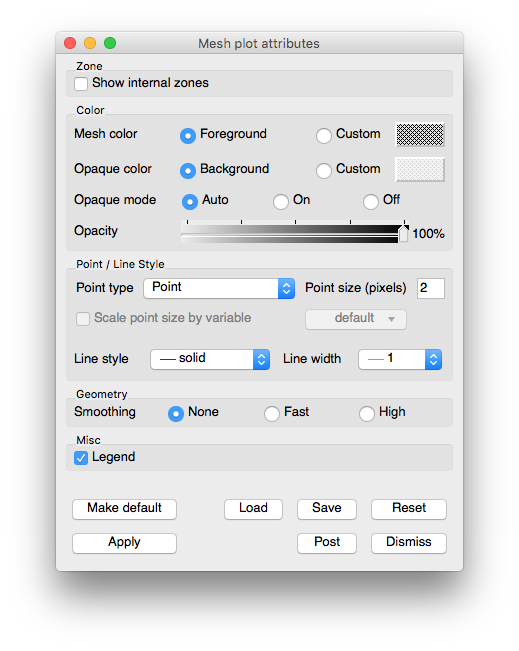 Mesh plot attributes
Zone
Show internal zones
Color
Mesh color Foreground Custom
Opaque color Background Custom
Opaque mode Auto On Off
Opacity 100%
Point / Line Style
Point type Point Point size (pixels) 2
Scale point size by variable default
Line style solid Line width 1
Geometry
Smoothing None Fast High
Misc
Legend
Make default Load Save Reset
Apply Post Dismiss